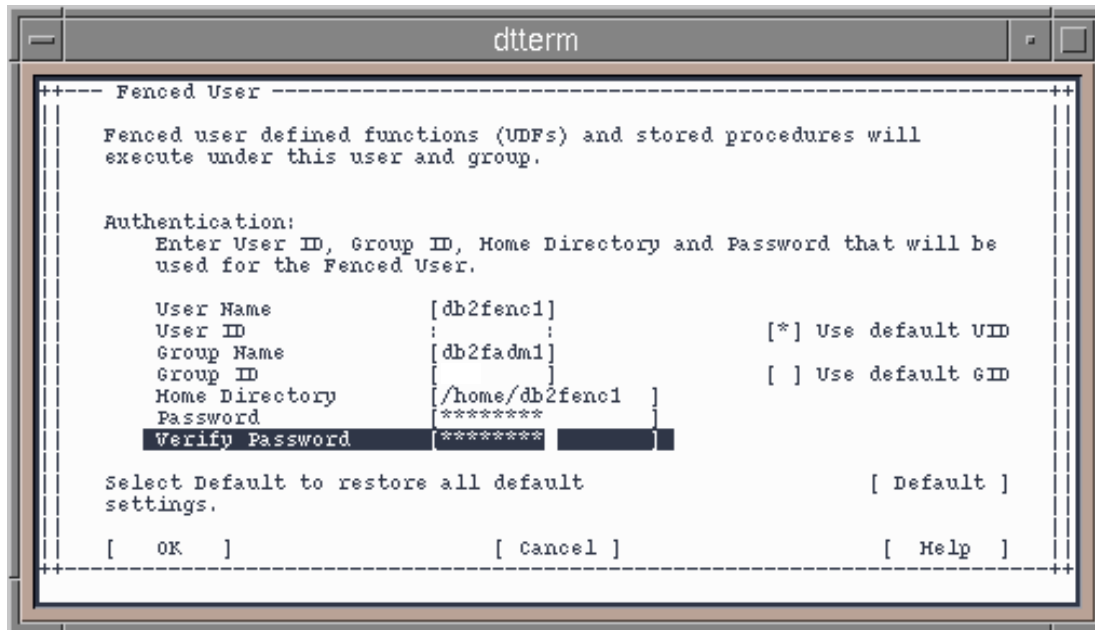 dtterm
Fenced User
Fenced user defined functions (UDFs) and stored procedures will
execute under this user and group.
Authentication:
Enter User ID, Group ID, Home Directory and Password that will be
used for the Fenced User.
User Name [db2fenc1]
User ID : : [*] Use default UID
Group Name [db2fadm1]
Group ID [ ] [ ] Use default GID
Home Directory [/home/db2fenc1 ]
Password [******** ]
Verify Password [******** ]
Select Default to restore all default [ Default ]
settings.
[ OK ] [ Cancel ] [ Help ]